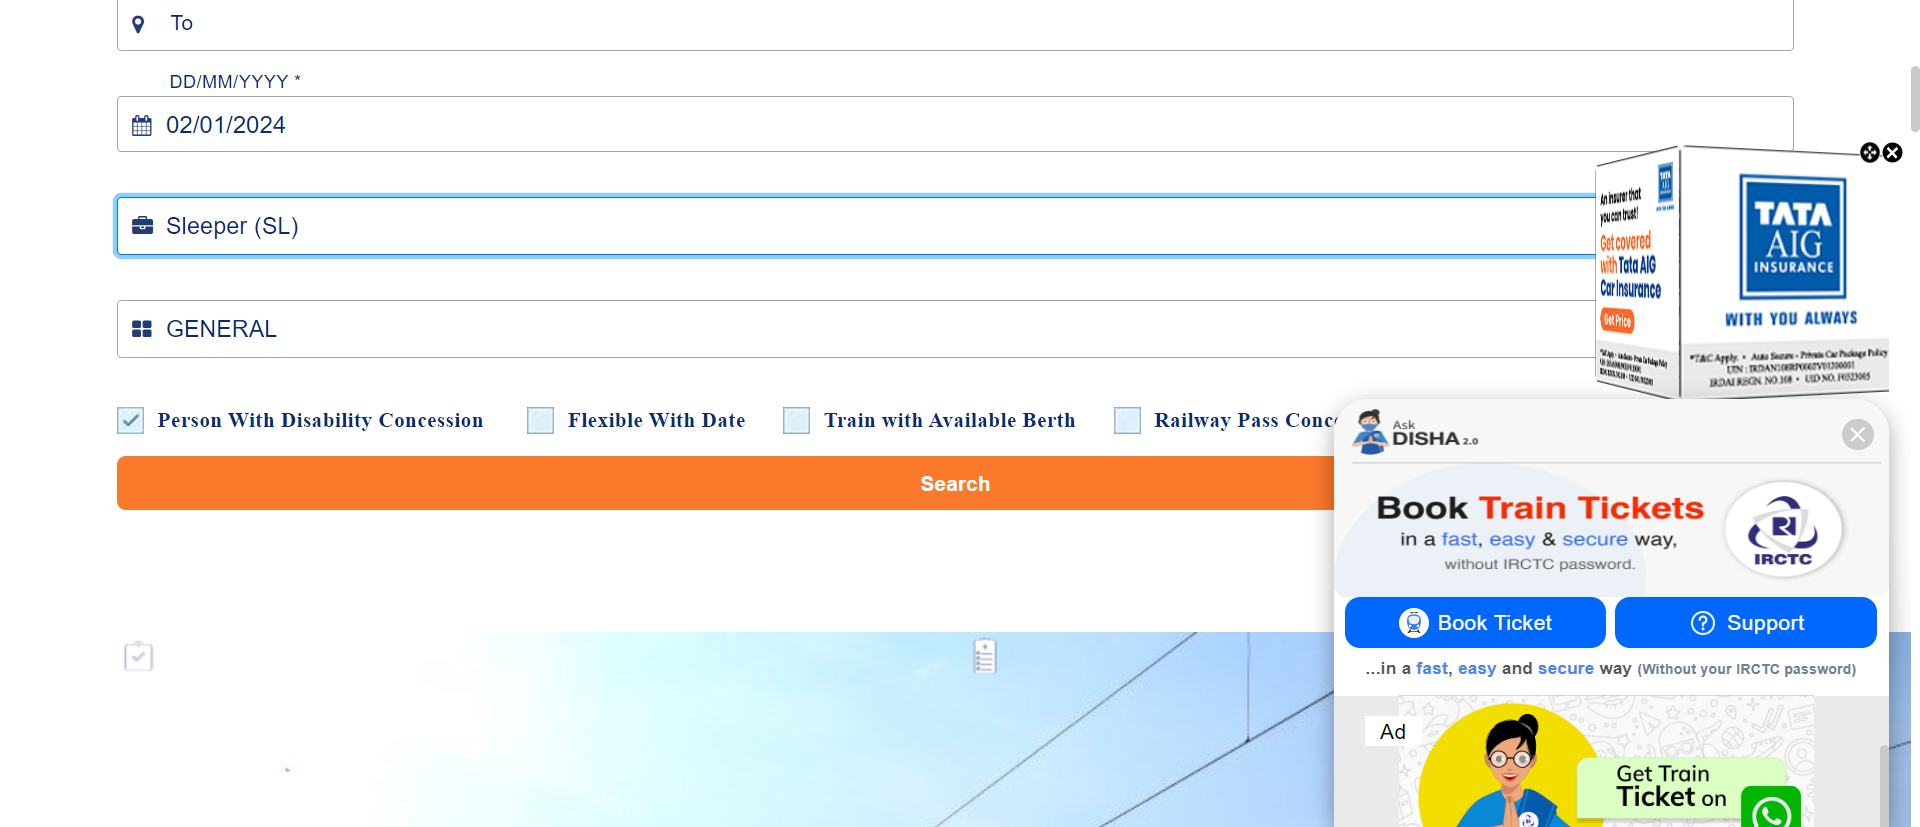 To
DD/MM/YYYY *
02/01/2024
Sleeper (SL)
GENERAL
Person With Disability Concession
Flexible With Date
Train with Available Berth
Railway Pass Conc
Search
An insurer that
you can trust!
Get covered
with Tata AIG
Car Insurance
Get Price
TATA
AIG
INSURANCE
WITH YOU ALWAYS
*T&C Apply. • Auto Secure - Private Car Package Policy
UIN : IRDAN108RP0002V01200001
IRDAI REGN. NO.108 • UID NO. F0523005
Ask
DISHA 2.0
Book Train Tickets
in a fast, easy & secure way,
without IRCTC password.
IRCTC
Book Ticket
Support
...in a fast, easy and secure way (Without your IRCTC password)
Ad
Get Train
Ticket on